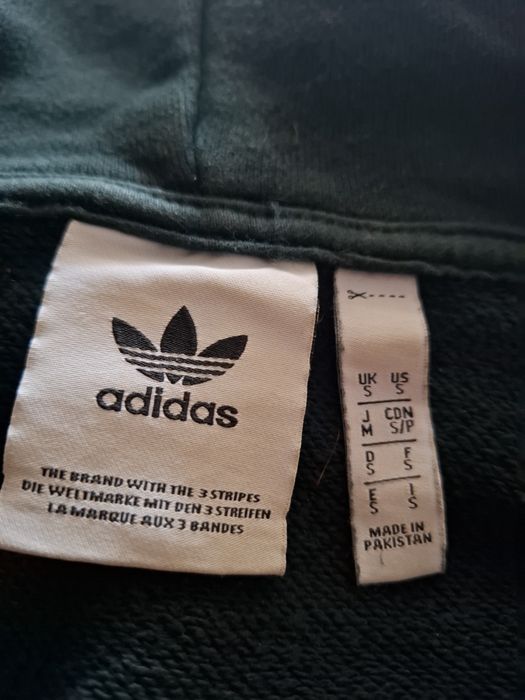 adidas
THE BRAND WITH THE 3 STRIPES
DIE WELTMARKE MIT DEN 3 STREIFEN
LA MARQUE AUX 3 BANDES
UK US
S S
J CDN
M S/P
D F
S S
E I
S S
MADE IN
PAKISTAN